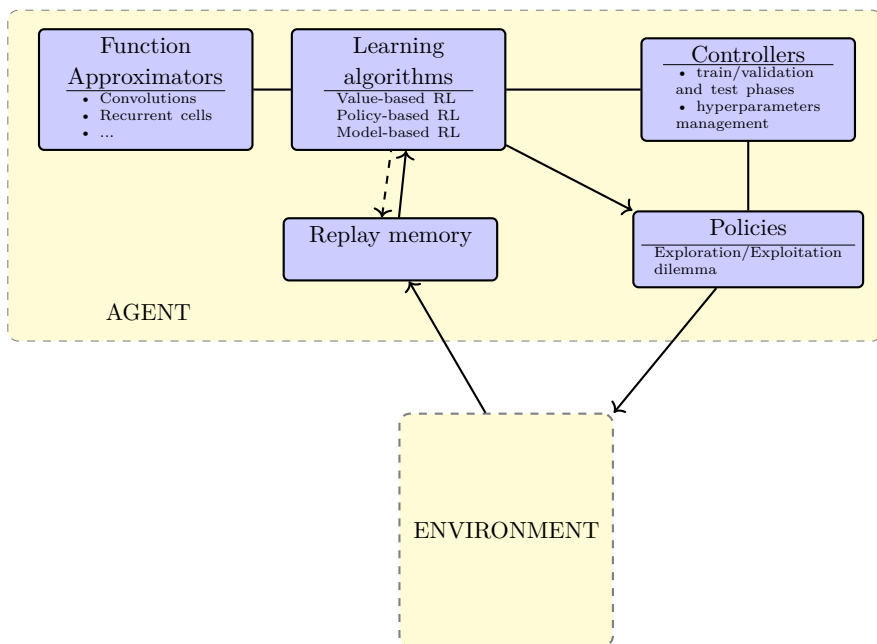 Function
Approximators
• Convolutions
• Recurrent cells
• ...
Learning
algorithms
Value-based RL
Policy-based RL
Model-based RL
Controllers
• train/validation
and test phases
• hyperparameters
management
Replay memory
Policies
Exploration/Exploitation
dilemma
AGENT
ENVIRONMENT